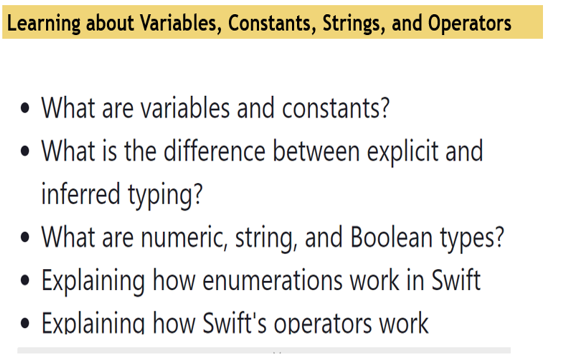 Learning about Variables, Constants, Strings, and Operators
• What are variables and constants?
• What is the difference between explicit and
inferred typing?
• What are numeric, string, and Boolean types?
• Explaining how enumerations work in Swift
• Explaining how Swift's operators work